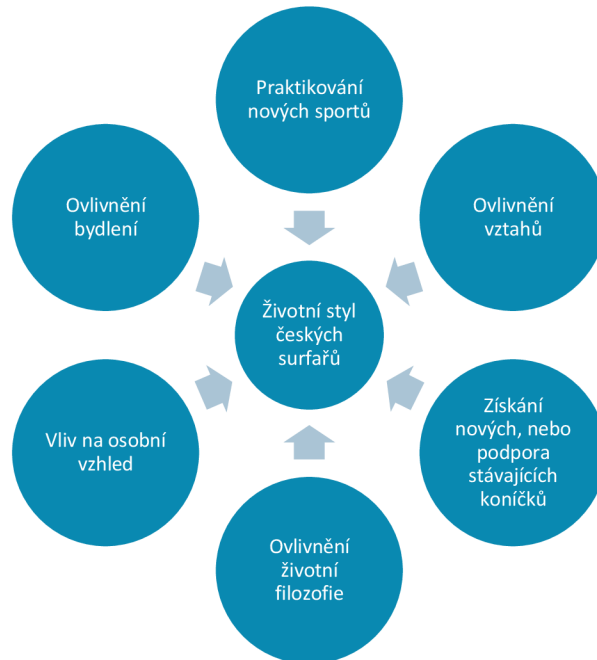 Praktikování
nových sportů
Ovlivnění
bydlení
Ovlivnění
vztahů
Životní styl
českých
surfařů
Vliv na osobní
vzhled
Získání
nových, nebo
podpora
stávajících
koníčků
Ovlivnění
životní
filozofie